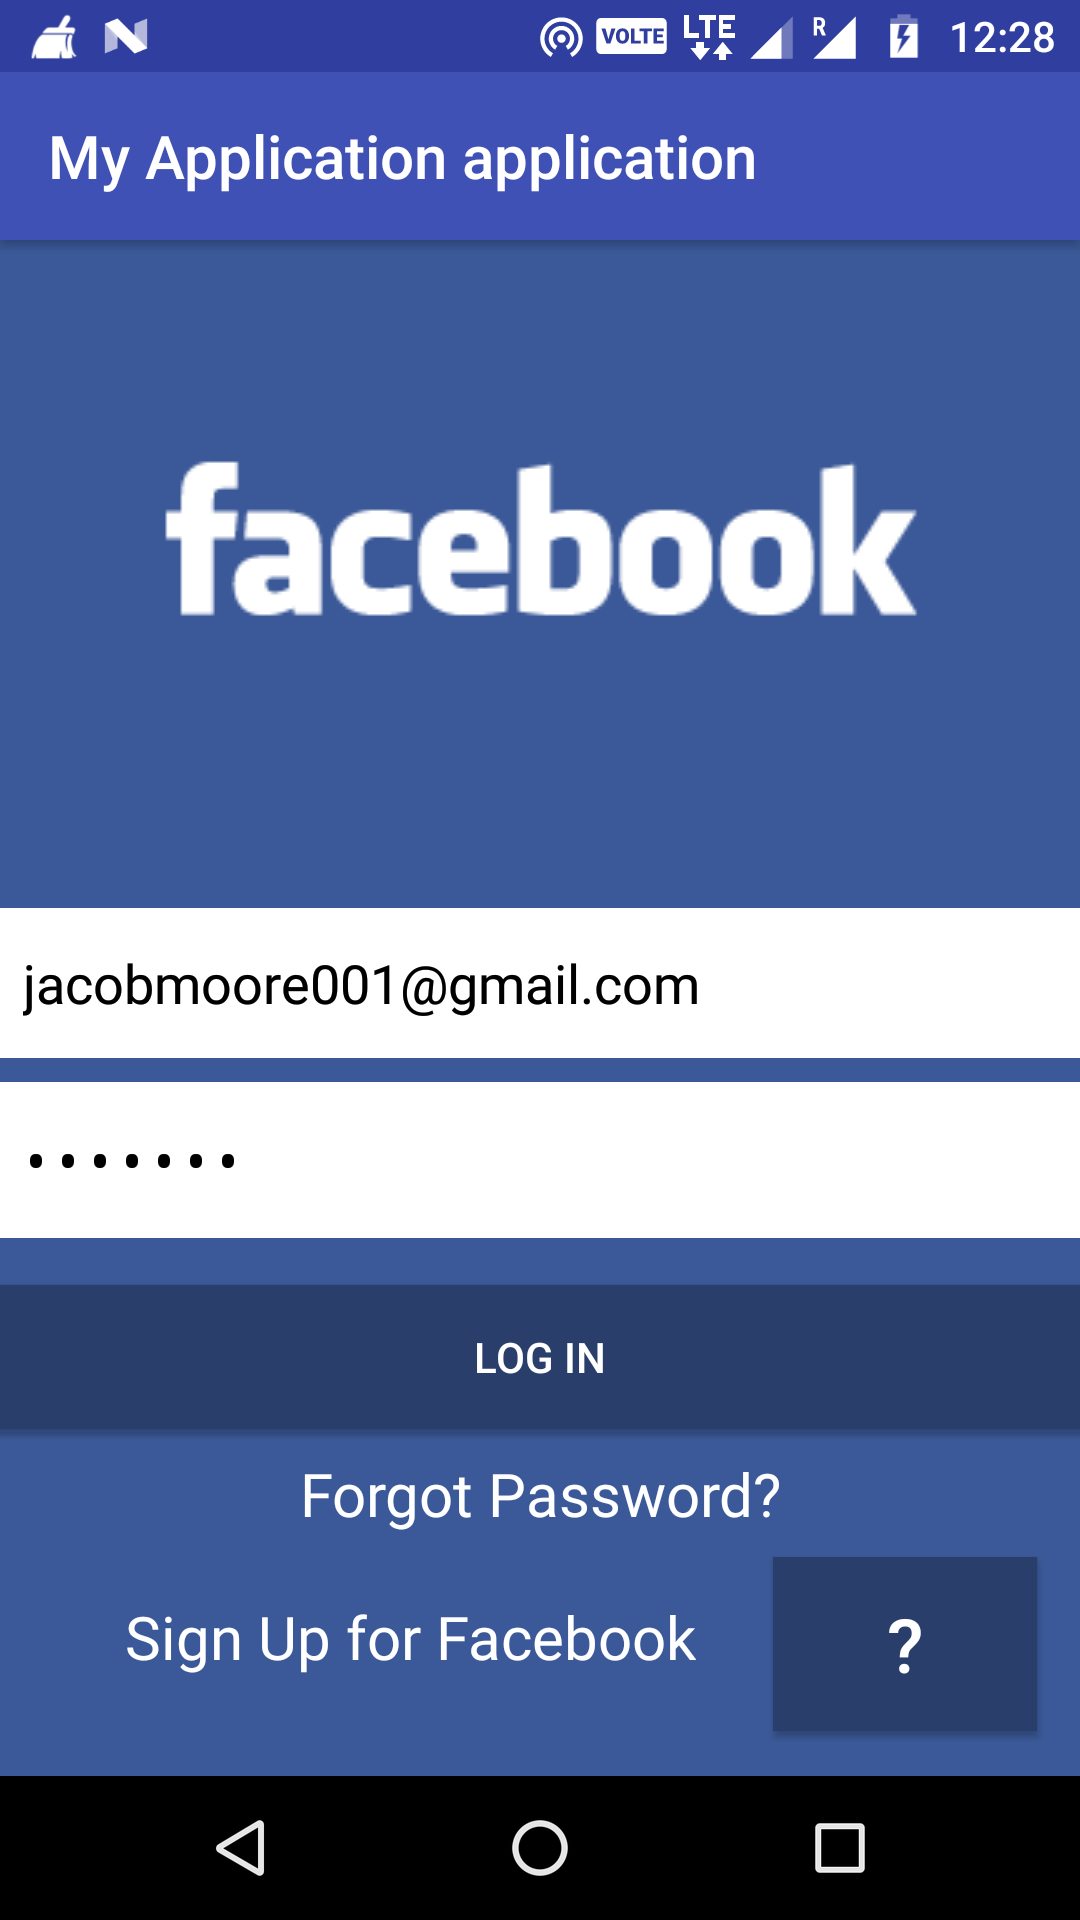 VOLTE LTE R 12:28
My Application application
facebook
jacobmoore001@gmail.com
•••••••
LOG IN
Forgot Password?
Sign Up for Facebook ?